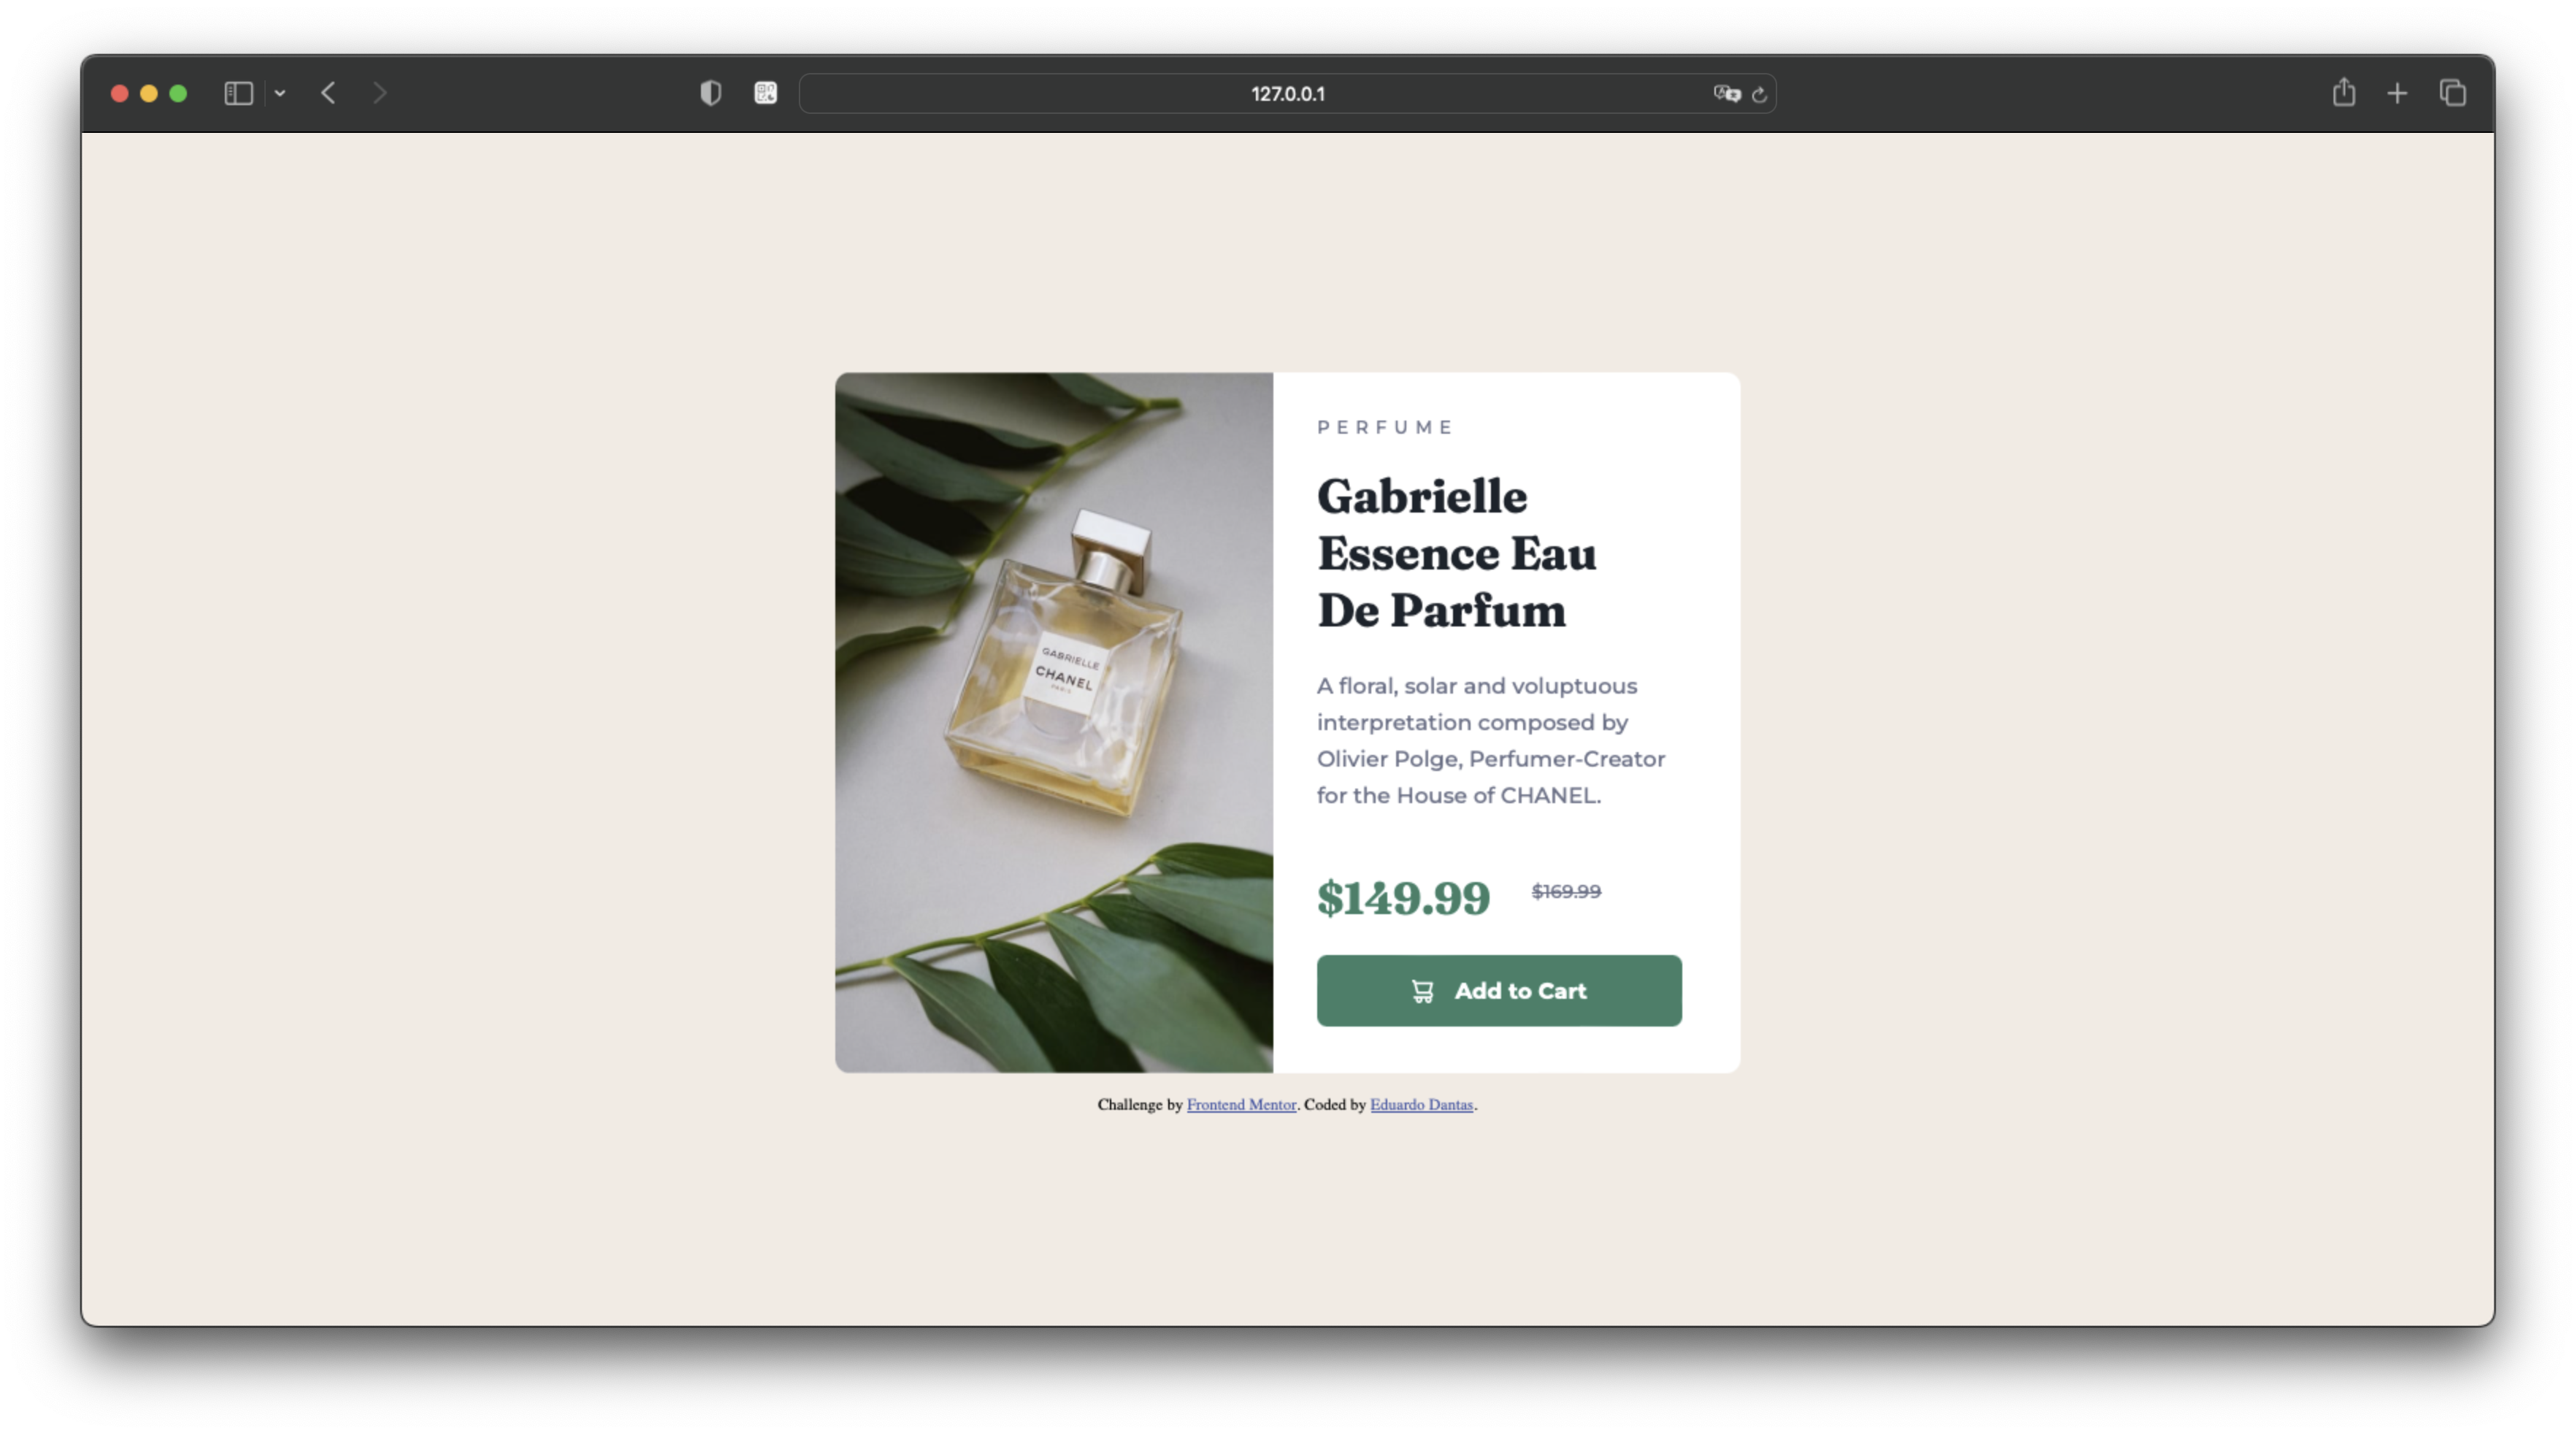 127.0.0.1
GABRIELLE
CHANEL
PARIS
PERFUME
Gabrielle
Essence Eau
De Parfum
A floral, solar and voluptuous
interpretation composed by
Olivier Polge, Perfumer-Creator
for the House of CHANEL.
$149.99 $169.99
Add to Cart
Challenge by Frontend Mentor. Coded by Eduardo Dantas.